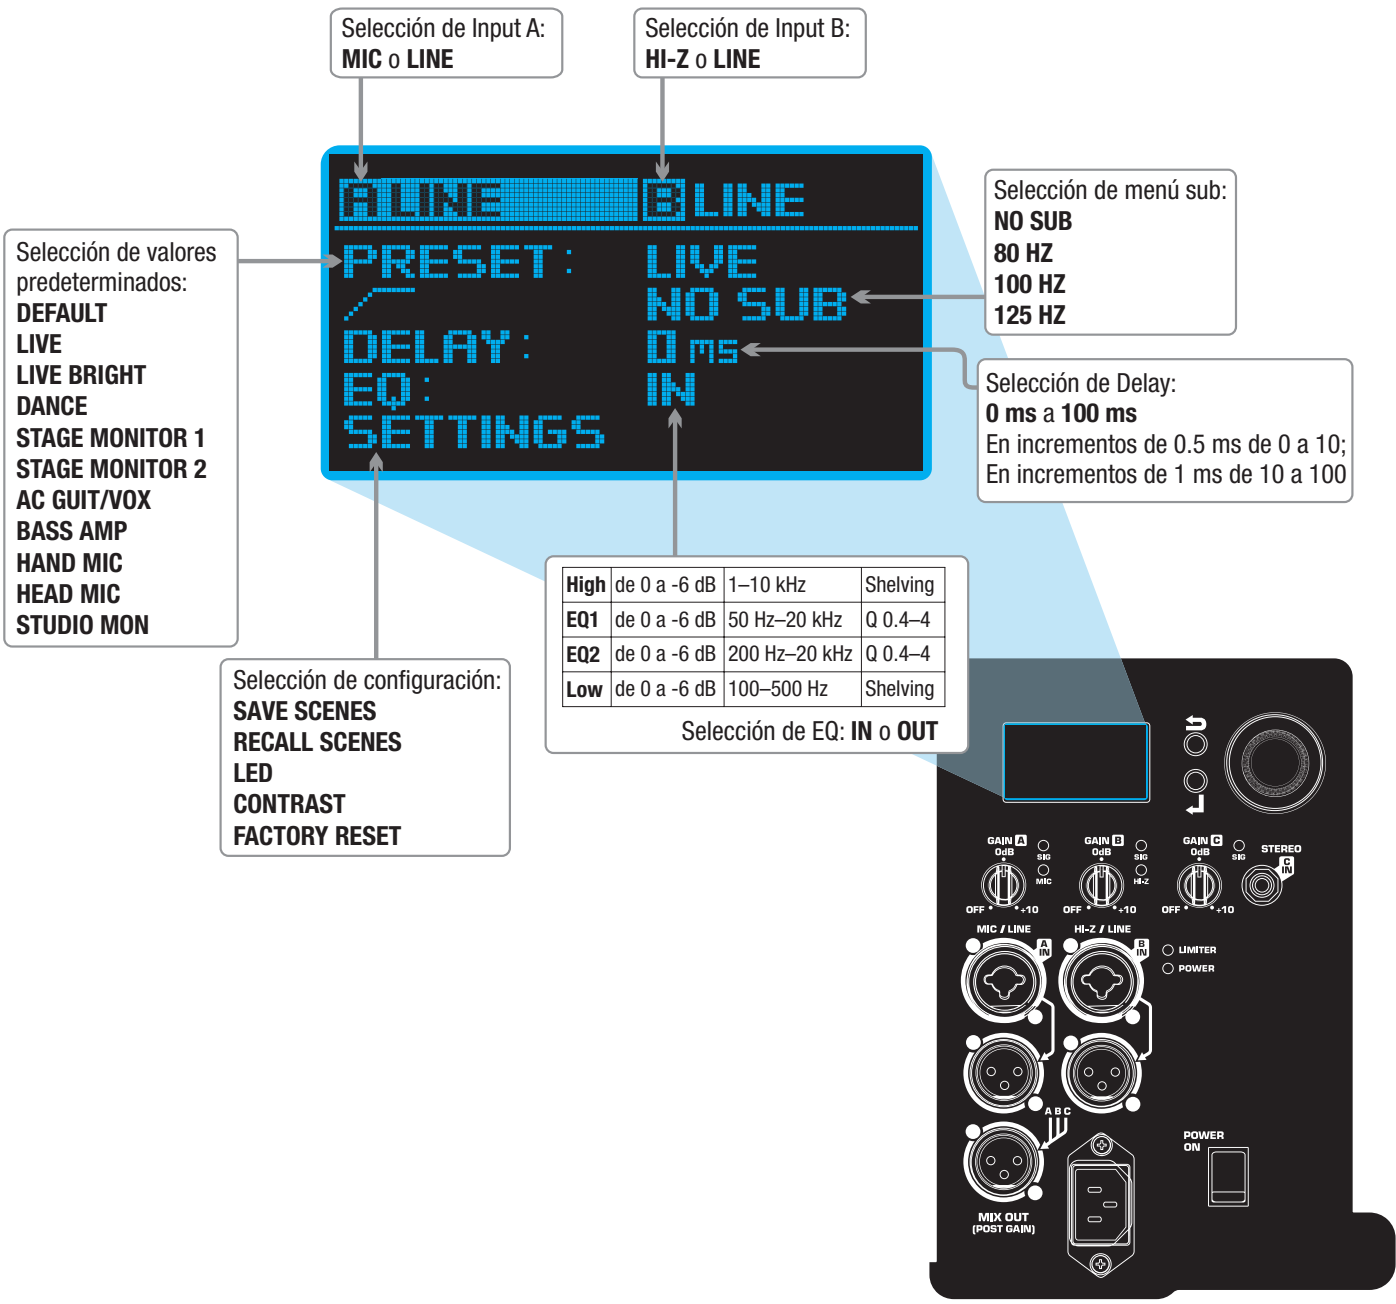 Selección de Input A:
MIC o LINE
Selección de Input B:
HI-Z o LINE
A LINE
B LINE
PRESET: LIVE
NO SUB
DELAY: 0 ms
EQ: IN
SETTINGS
Selección de menú sub:
NO SUB
80 HZ
100 HZ
125 HZ
Selección de valores
predeterminados:
DEFAULT
LIVE
LIVE BRIGHT
DANCE
STAGE MONITOR 1
STAGE MONITOR 2
AC GUIT/VOX
BASS AMP
HAND MIC
HEAD MIC
STUDIO MON
Selección de Delay:
0 ms a 100 ms
En incrementos de 0.5 ms de 0 a 10;
En incrementos de 1 ms de 10 a 100
High de 0 a -6 dB 1–10 kHz Shelving
EQ1 de 0 a -6 dB 50 Hz–20 kHz Q 0.4–4
EQ2 de 0 a -6 dB 200 Hz–20 kHz Q 0.4–4
Low de 0 a -6 dB 100–500 Hz Shelving
Selección de EQ: IN o OUT
Selección de configuración:
SAVE SCENES
RECALL SCENES
LED
CONTRAST
FACTORY RESET
GAIN A
0dB
SIG
MIC
OFF +10
GAIN B
0dB
SIG
HI-Z
OFF +10
GAIN C
0dB
SIG
OFF +10
STEREO
C
IN
MIC / LINE
A
IN
HI-Z / LINE
B
IN
LIMITER
POWER
A B C
MIX OUT
(POST GAIN)
POWER
ON